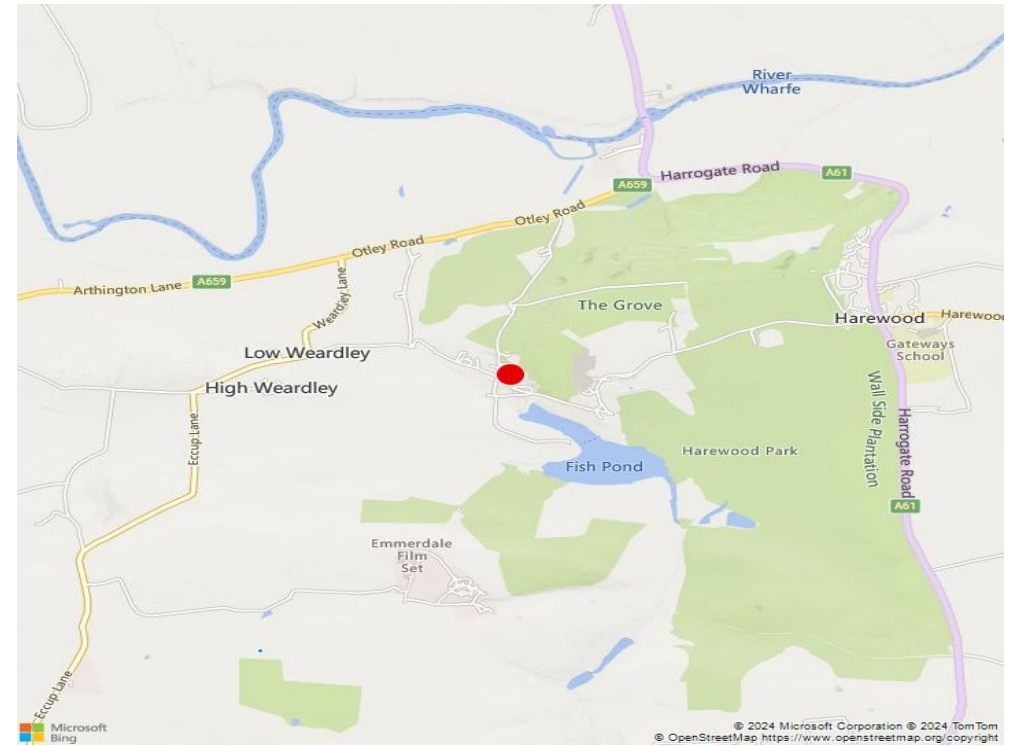 River
Wharfe
Harrogate Road
A61
A659
Otley Road
Otley Road
A659
Arthington Lane
Weardley Lane
The Grove
Harewood
Harewood
Gateways
School
Low Weardley
High Weardley
Wall Side Plantation
Eccup Lane
Harrogate Road
Harewood Park
Fish Pond
A61
Emmerdale
Film
Set
Eccup Lane
Microsoft
Bing
© 2024 Microsoft Corporation © 2024 TomTom
© OpenStreetMap https://www.openstreetmap.org/copyright